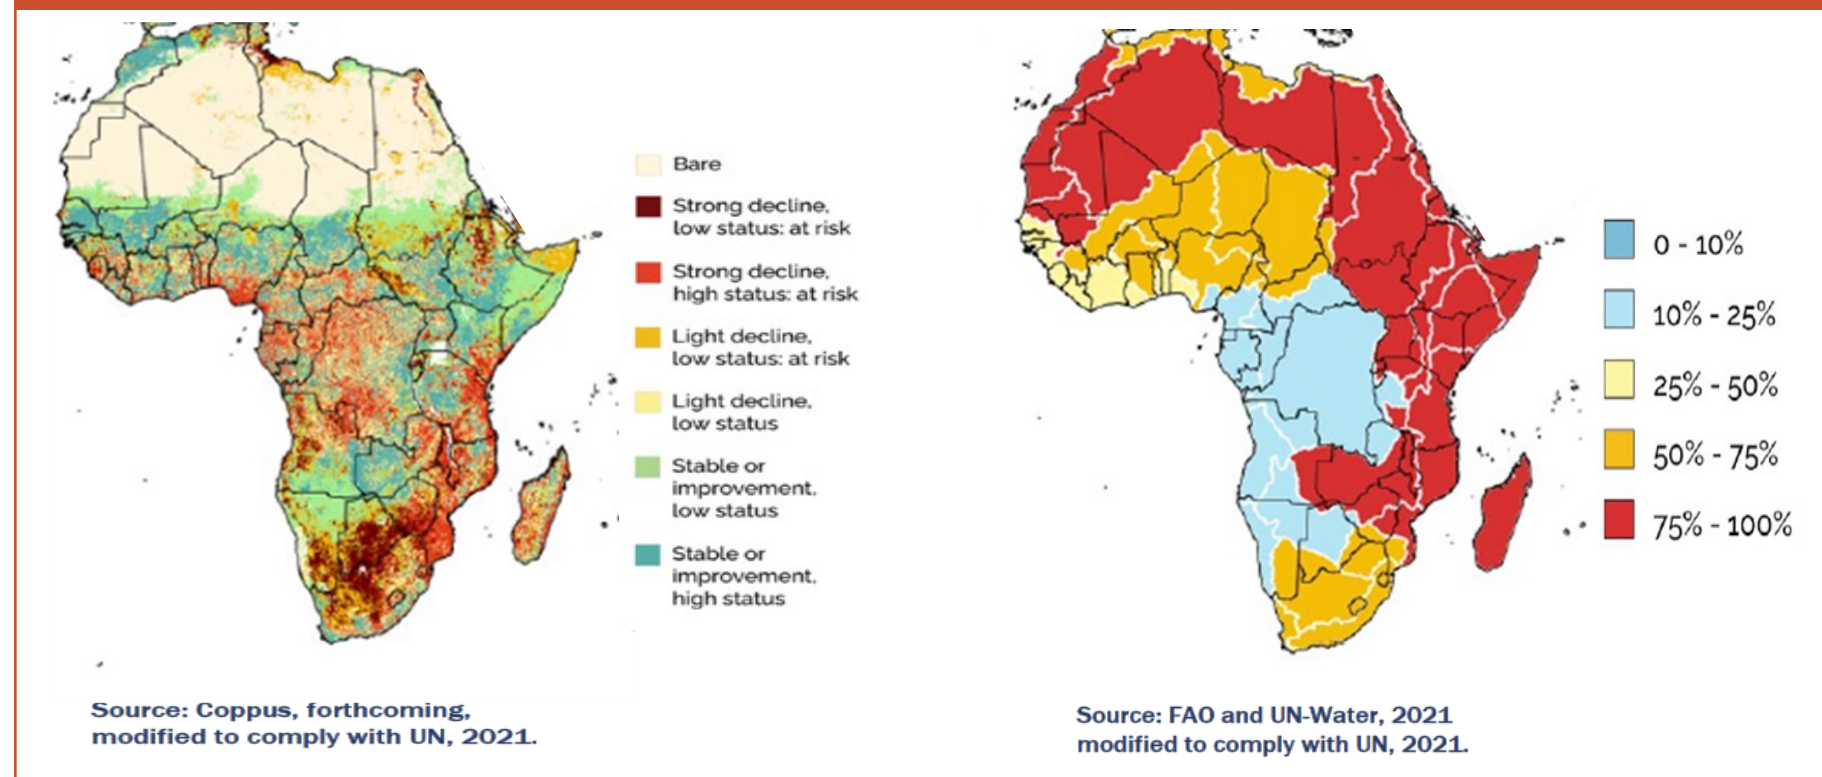 Bare
Strong decline,
low status: at risk
Strong decline,
high status: at risk
Light decline,
low status: at risk
Light decline,
low status
Stable or
improvement,
low status
Stable or
improvement,
high status
Source: Coppus, forthcoming,
modified to comply with UN, 2021.
0 - 10%
10% - 25%
25% - 50%
50% - 75%
75% - 100%
Source: FAO and UN-Water, 2021
modified to comply with UN, 2021.